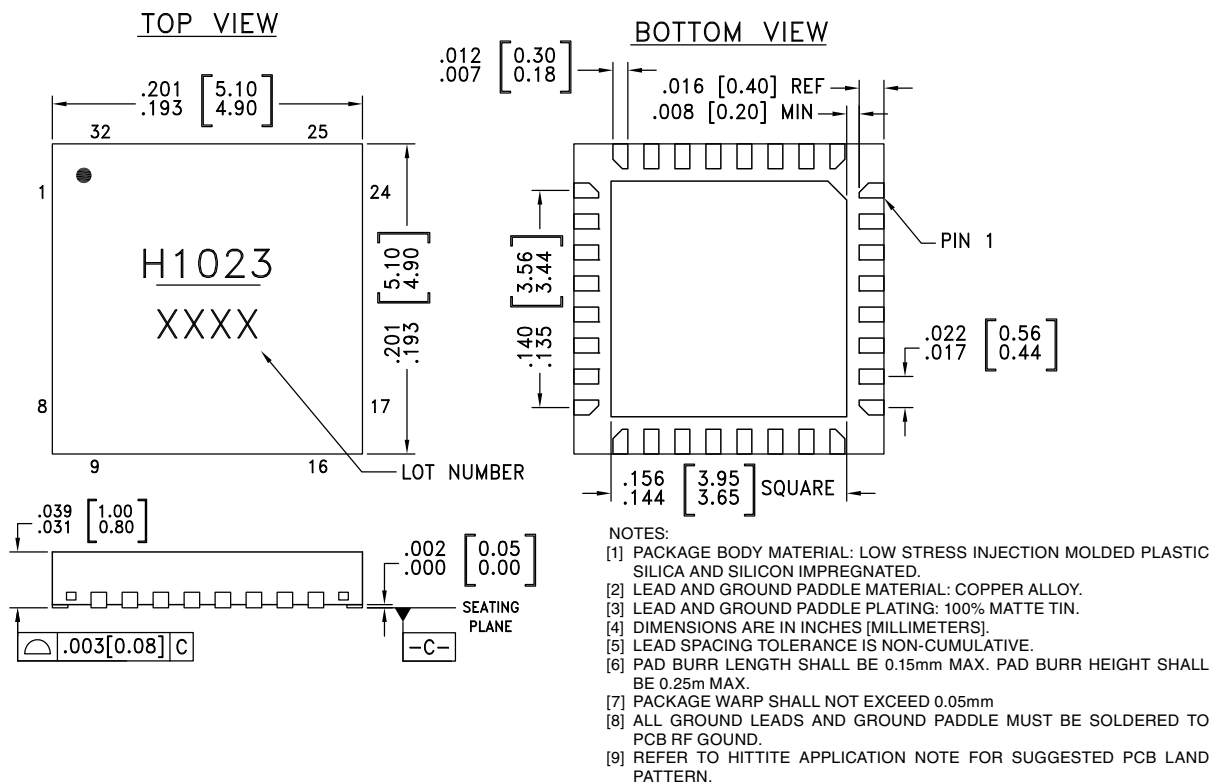 TOP VIEW
.201 [5.10]
.193 [4.90]
32
25
1
24
H1023
XXXX
[5.10]
[4.90]
.201
.193
8
17
9
16
LOT NUMBER
.039 [1.00]
.031 [0.80]
.002 [0.05]
.000 [0.00]
SEATING
PLANE
.003[0.08] C
-C-
BOTTOM VIEW
.012 [0.30]
.007 [0.18]
.016 [0.40] REF
.008 [0.20] MIN
PIN 1
[3.56]
[3.44]
.140
.135
.022 [0.56]
.017 [0.44]
.156 [3.95]
.144 [3.65]
SQUARE
NOTES:
[1] PACKAGE BODY MATERIAL: LOW STRESS INJECTION MOLDED PLASTIC
SILICA AND SILICON IMPREGNATED.
[2] LEAD AND GROUND PADDLE MATERIAL: COPPER ALLOY.
[3] LEAD AND GROUND PADDLE PLATING: 100% MATTE TIN.
[4] DIMENSIONS ARE IN INCHES [MILLIMETERS].
[5] LEAD SPACING TOLERANCE IS NON-CUMULATIVE.
[6] PAD BURR LENGTH SHALL BE 0.15mm MAX. PAD BURR HEIGHT SHALL
BE 0.25m MAX.
[7] PACKAGE WARP SHALL NOT EXCEED 0.05mm
[8] ALL GROUND LEADS AND GROUND PADDLE MUST BE SOLDERED TO
PCB RF GOUND.
[9] REFER TO HITTITE APPLICATION NOTE FOR SUGGESTED PCB LAND
PATTERN.